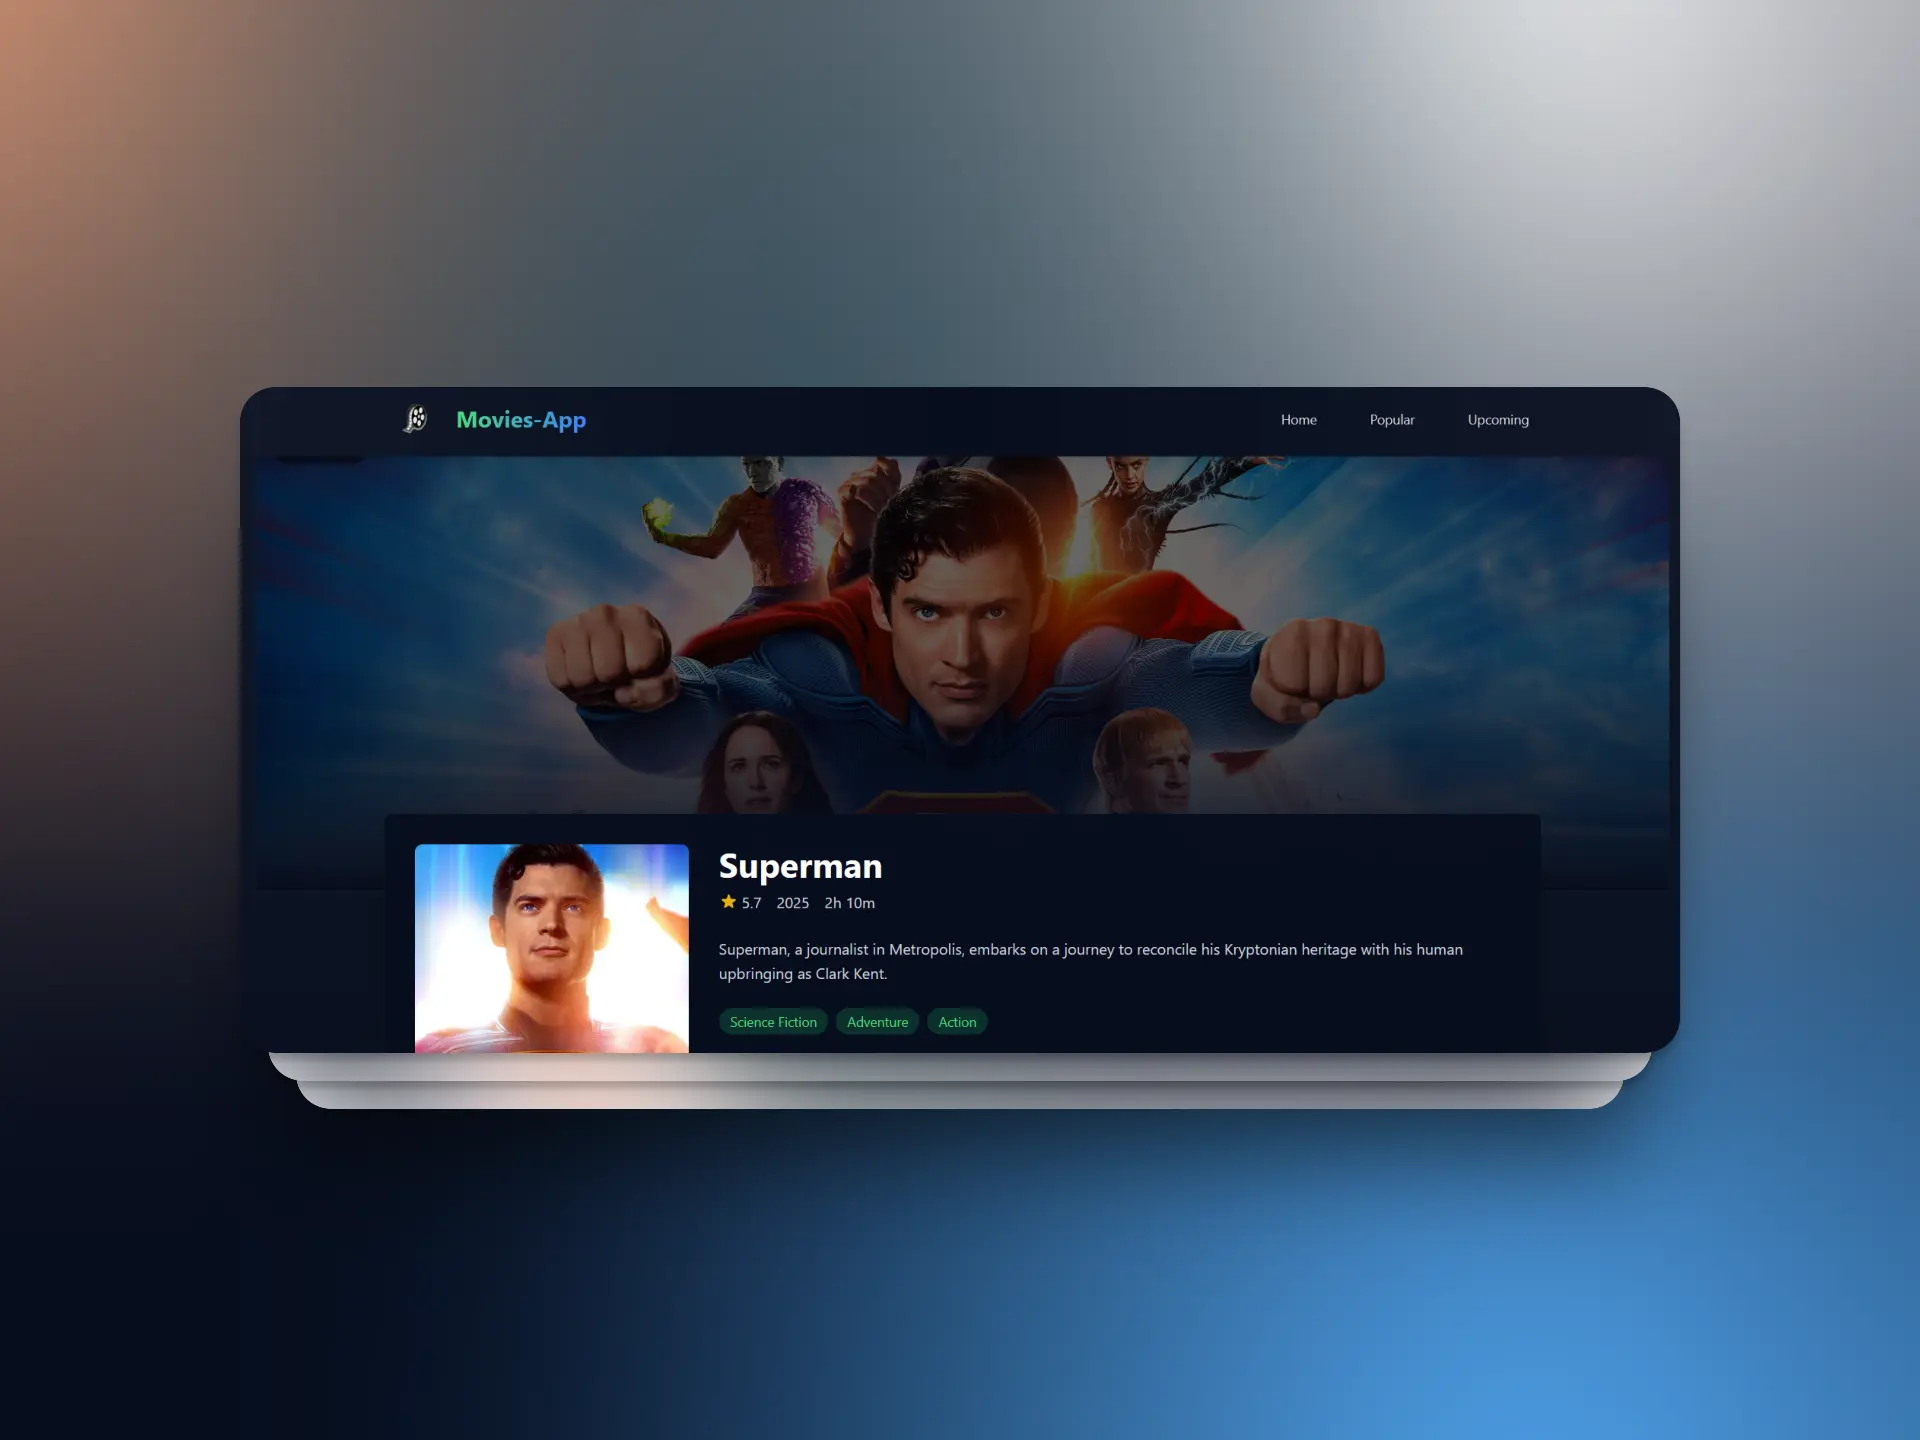 Movies-App
Home
Popular
Upcoming
Superman
5.7 2025 2h 10m
Superman, a journalist in Metropolis, embarks on a journey to reconcile his Kryptonian heritage with his human
upbringing as Clark Kent.
Science Fiction
Adventure
Action